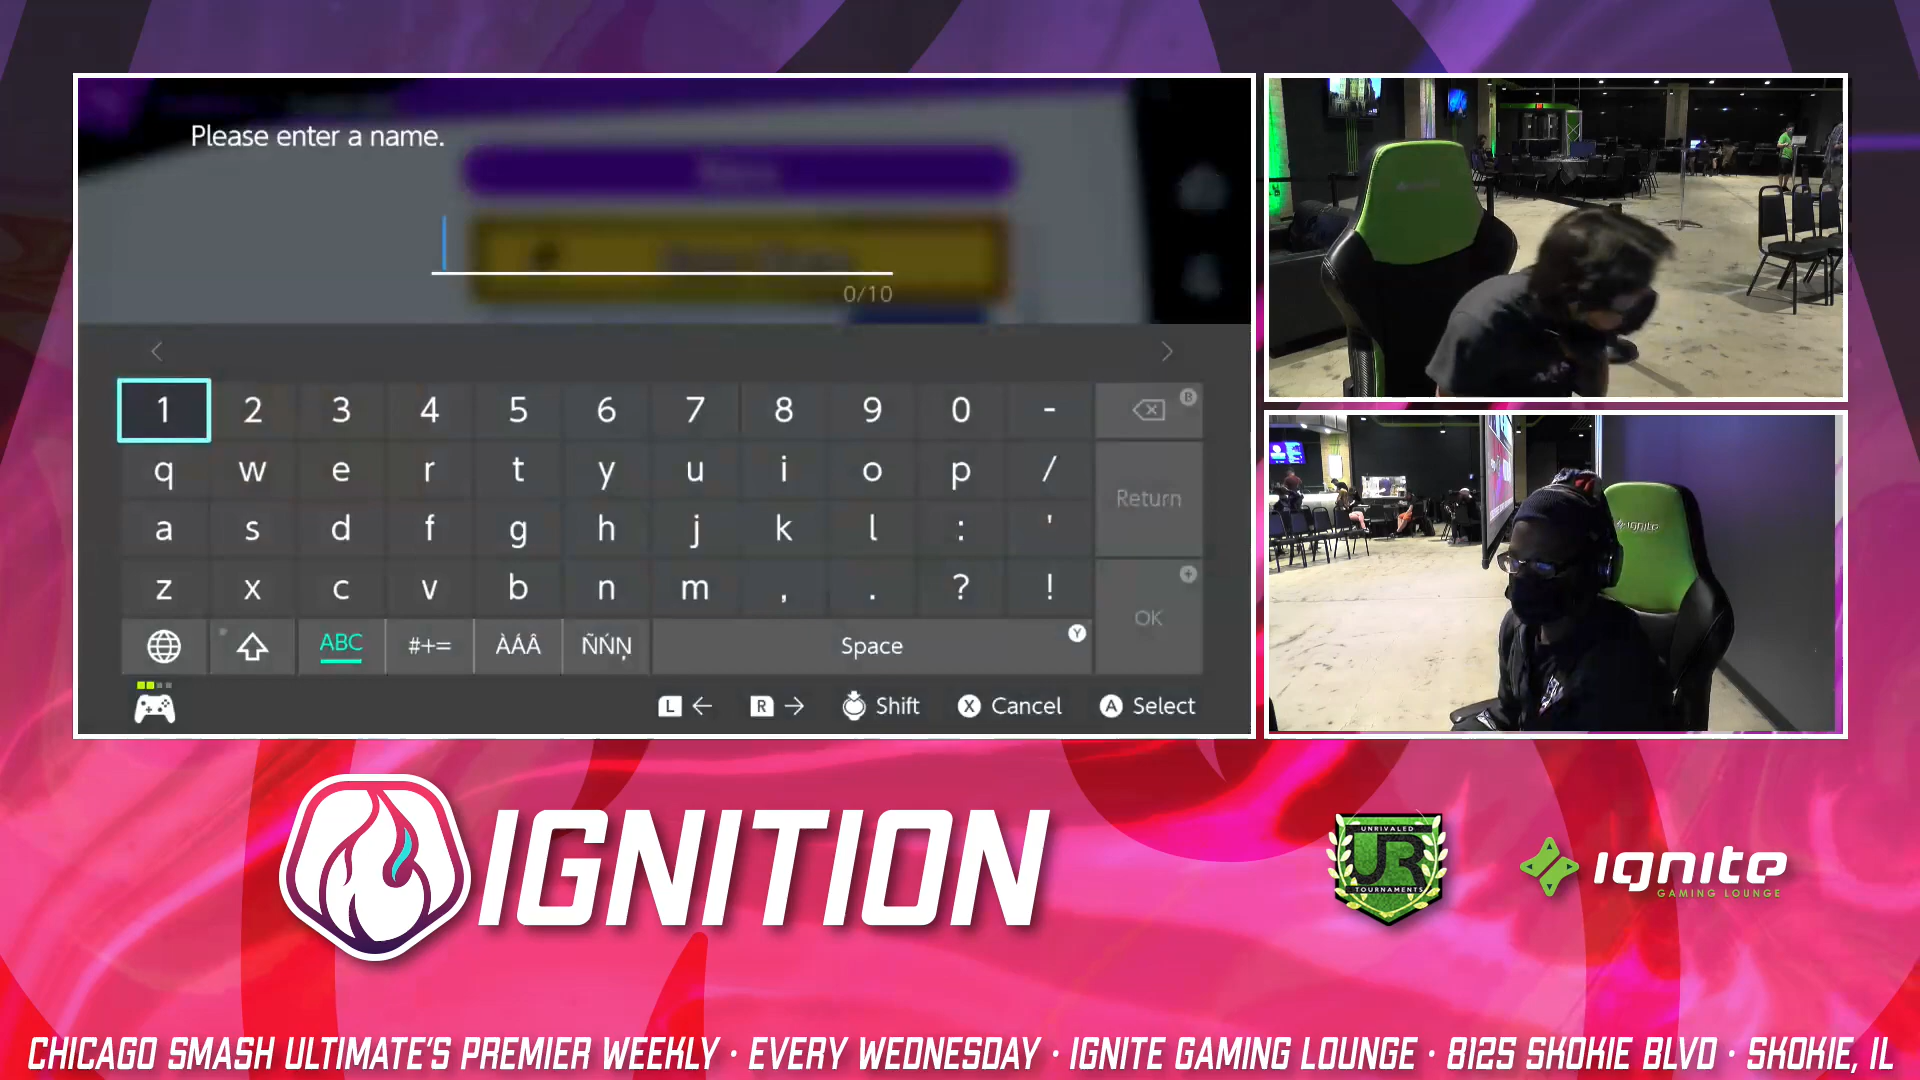 Please enter a name.
0/10
1 2 3 4 5 6 7 8 9 0 -
q w e r t y u i o p /
Return
a s d f g h j k l : '
z x c v b n m , . ? !
OK
ABC #+= ÀÁÂ ÑŃŅ Space
L ← R → Shift X Cancel A Select
ignite
IGNITION
UNRIVALED
UR
TOURNAMENTS
ignite
GAMING LOUNGE
CHICAGO SMASH ULTIMATE'S PREMIER WEEKLY · EVERY WEDNESDAY · IGNITE GAMING LOUNGE · 8125 SKOKIE BLVD · SKOKIE, IL